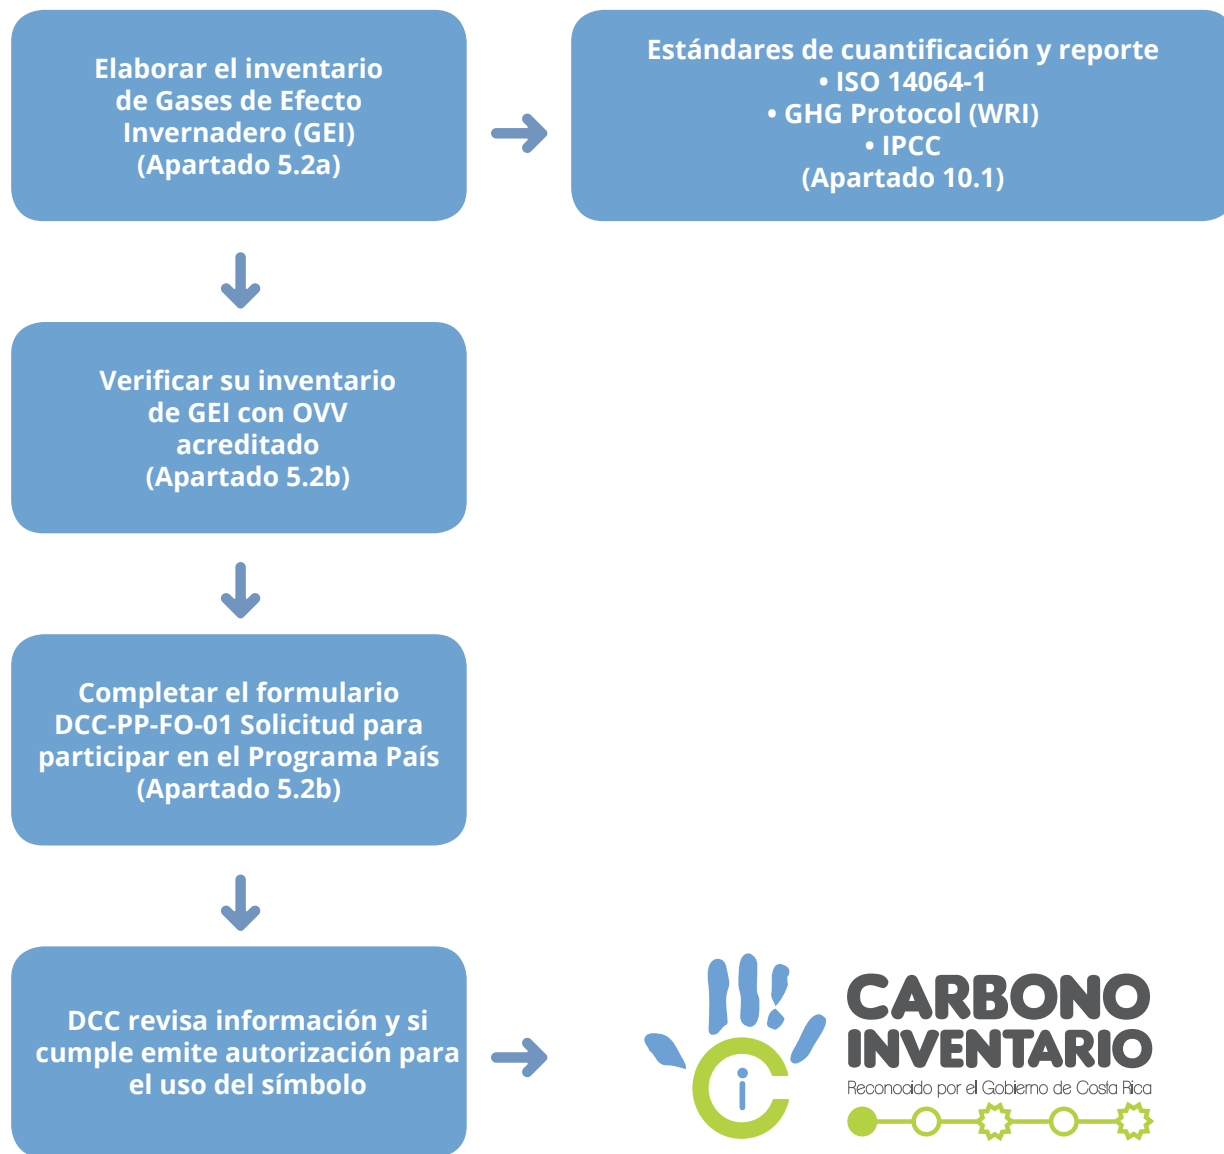 Elaborar el inventario
de Gases de Efecto
Invernadero (GEI)
(Apartado 5.2a)
Estándares de cuantificación y reporte
• ISO 14064-1
• GHG Protocol (WRI)
• IPCC
(Apartado 10.1)
Verificar su inventario
de GEI con OVV
acreditado
(Apartado 5.2b)
Completar el formulario
DCC-PP-FO-01 Solicitud para
participar en el Programa País
(Apartado 5.2b)
DCC revisa información y si
cumple emite autorización para
el uso del símbolo
Ci
CARBONO
INVENTARIO
Reconocido por el Gobierno de Costa Rica